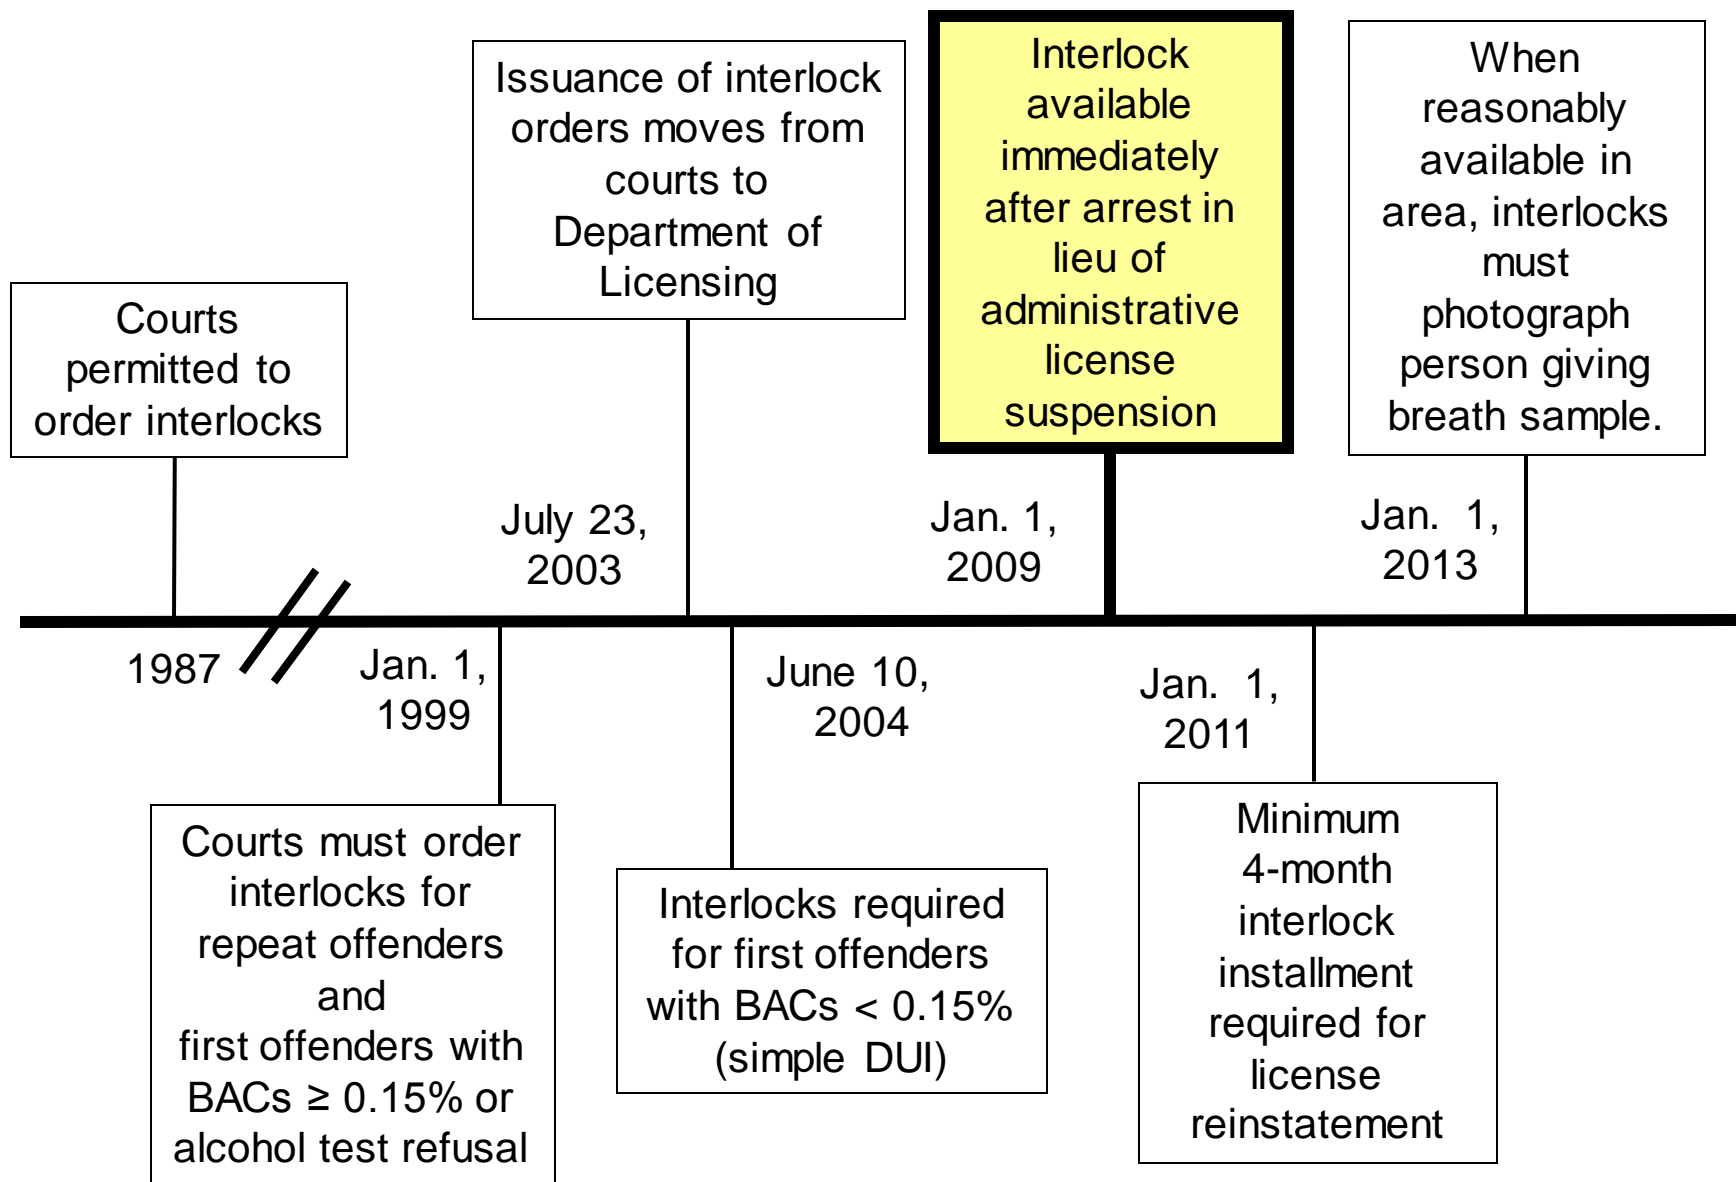 Courts
permitted to
order interlocks
1987
Jan. 1,
1999
Courts must order
interlocks for
repeat offenders
and
first offenders with
BACs ≥ 0.15% or
alcohol test refusal
Issuance of interlock
orders moves from
courts to
Department of
Licensing
July 23,
2003
June 10,
2004
Interlocks required
for first offenders
with BACs < 0.15%
(simple DUI)
Interlock
available
immediately
after arrest in
lieu of
administrative
license
suspension
Jan. 1,
2009
Jan. 1,
2011
Minimum
4-month
interlock
installment
required for
license
reinstatement
When
reasonably
available in
area, interlocks
must
photograph
person giving
breath sample.
Jan. 1,
2013